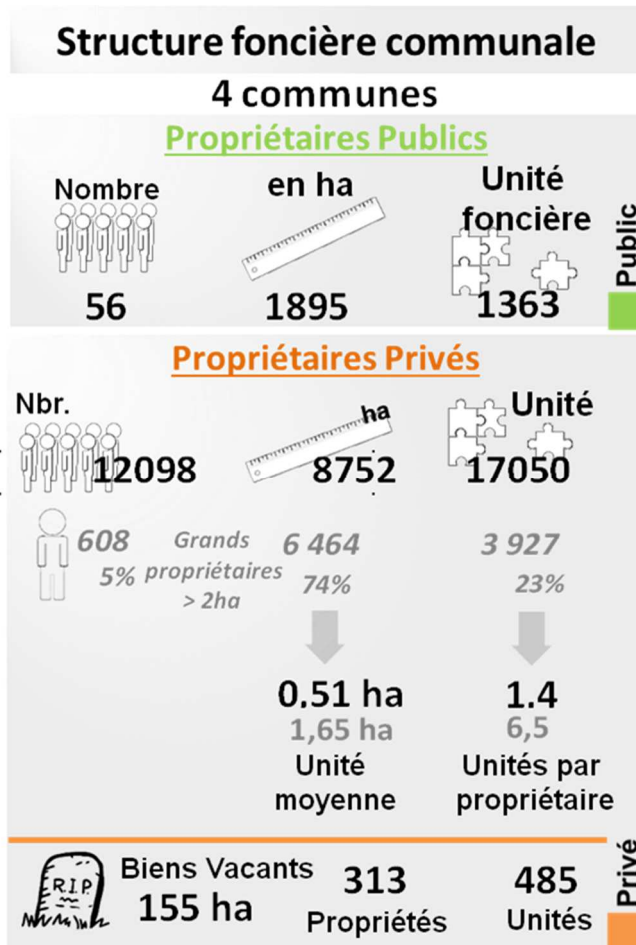 Structure foncière communale
4 communes
Propriétaires Publics
Nombre
en ha
Unité
foncière
56
1895
1363
Public
Propriétaires Privés
Nbr.
ha
Unité
12098
8752
17050
608
Grands
6 464
3 927
5%
propriétaires
74%
23%
> 2ha
0.51 ha
1.4
1,65 ha
6,5
Unité
moyenne
Unités par
propriétaire
R.I.P
Biens Vacants
155 ha
313
Propriétés
485
Unités
Privé